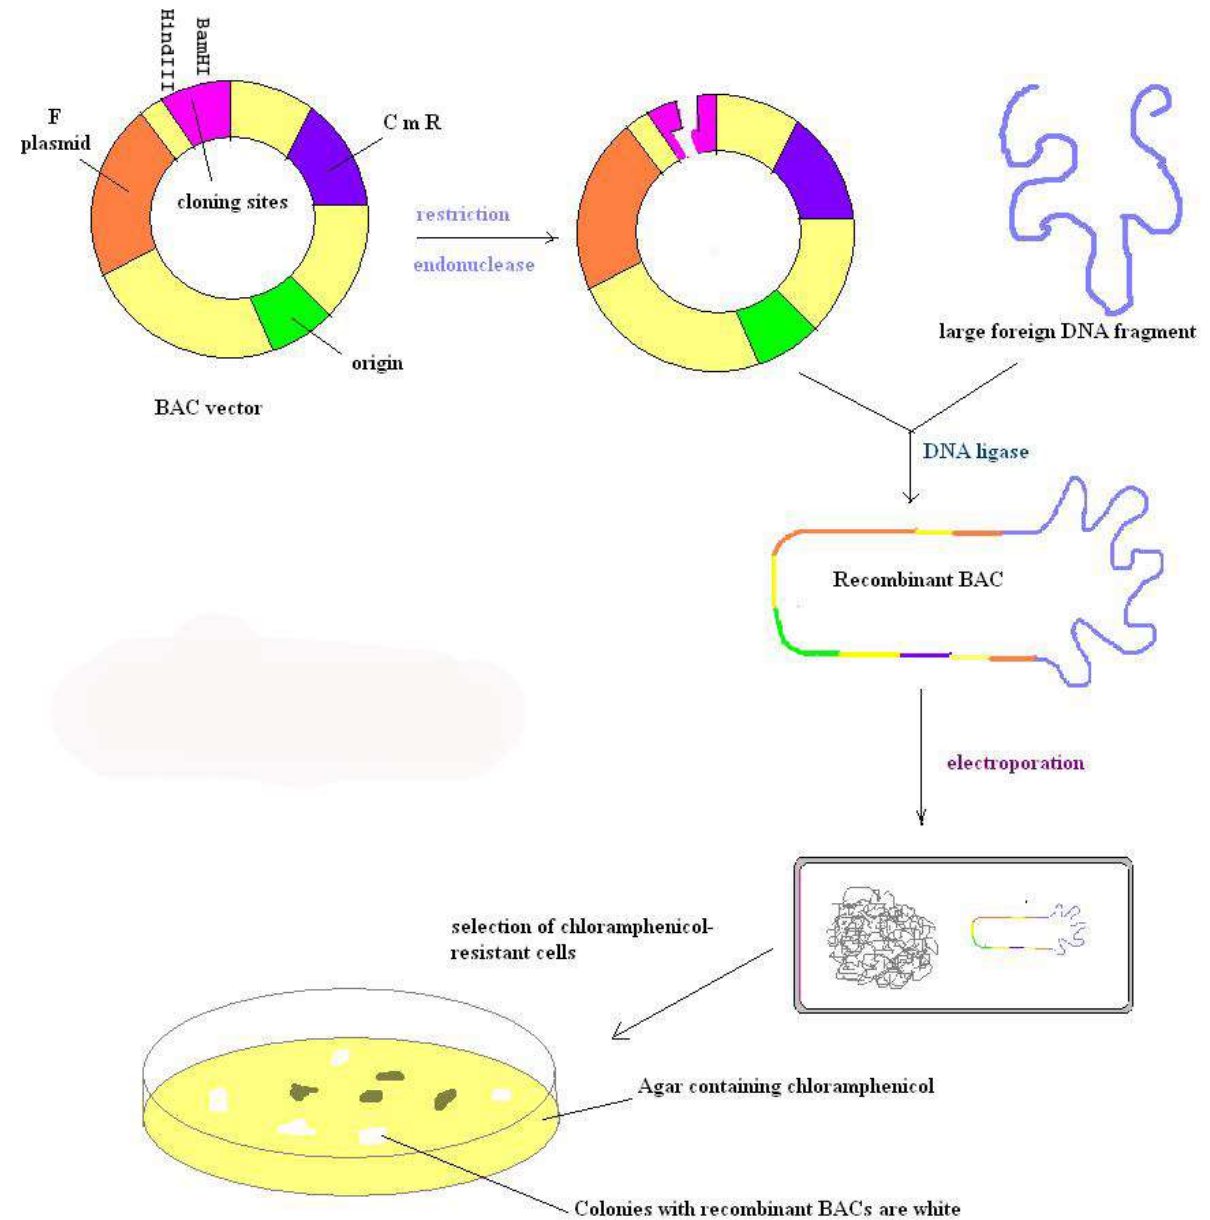 HindIII
BamHI
F
plasmid
C m R
cloning sites
origin
BAC vector
restriction
endonuclease
large foreign DNA fragment
DNA ligase
Recombinant BAC
electroporation
selection of chloramphenicol-
resistant cells
Agar containing chloramphenicol
Colonies with recombinant BACs are white